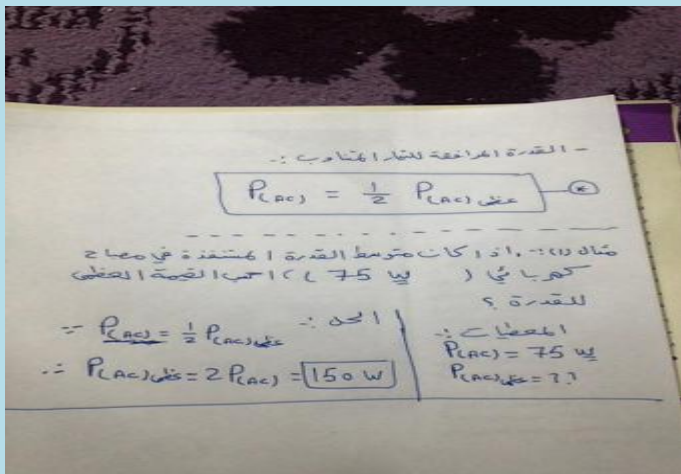 - القدرة المرافقة للتيار المتناوب :.
P(AC) = 1/2 P(AC) عظمى
مثال (1):- . اذا كانت متوسط القدرة المستنفذة في مصباح
كهربائي ( 75 W ) ، احسب القيمة العظمى
للقدرة ؟
المعطيات :-
P(AC) = 75 W
P(AC) عظمى = ??
الحل :-
∵ P(AC) = 1/2 P(AC) عظمى
∴ P(AC) عظمى = 2 P(AC) = 150 W